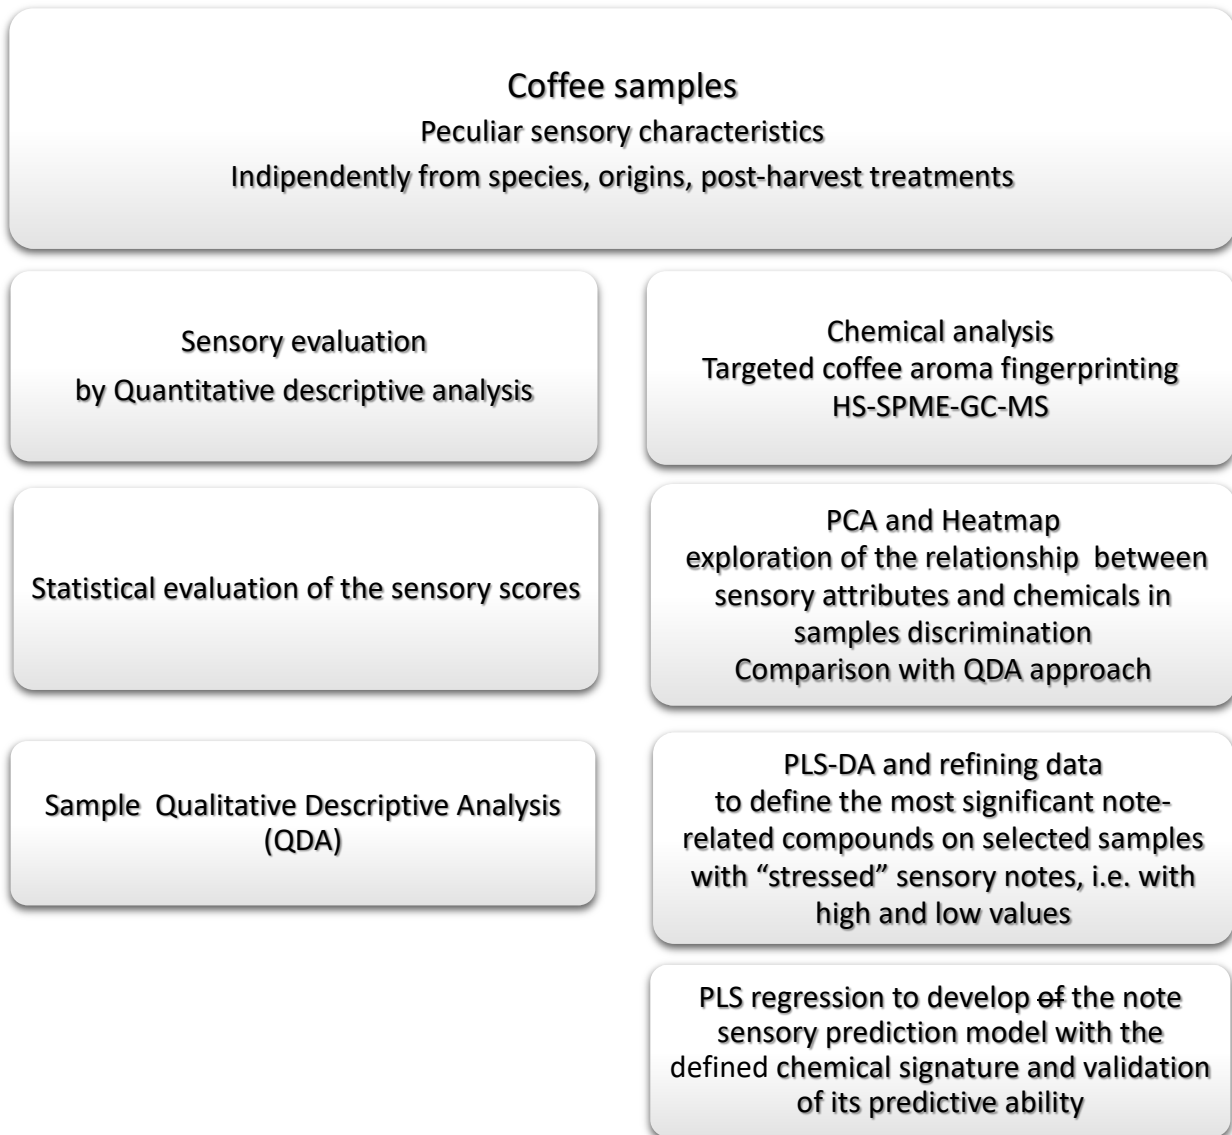 Coffee samples
Peculiar sensory characteristics
Indipendently from species, origins, post-harvest treatments
Sensory evaluation
by Quantitative descriptive analysis
Chemical analysis
Targeted coffee aroma fingerprinting
HS-SPME-GC-MS
Statistical evaluation of the sensory scores
PCA and Heatmap
exploration of the relationship between
sensory attributes and chemicals in
samples discrimination
Comparison with QDA approach
Sample Qualitative Descriptive Analysis
(QDA)
PLS-DA and refining data
to define the most significant note-
related compounds on selected samples
with “stressed” sensory notes, i.e. with
high and low values
PLS regression to develop of the note
sensory prediction model with the
defined chemical signature and validation
of its predictive ability